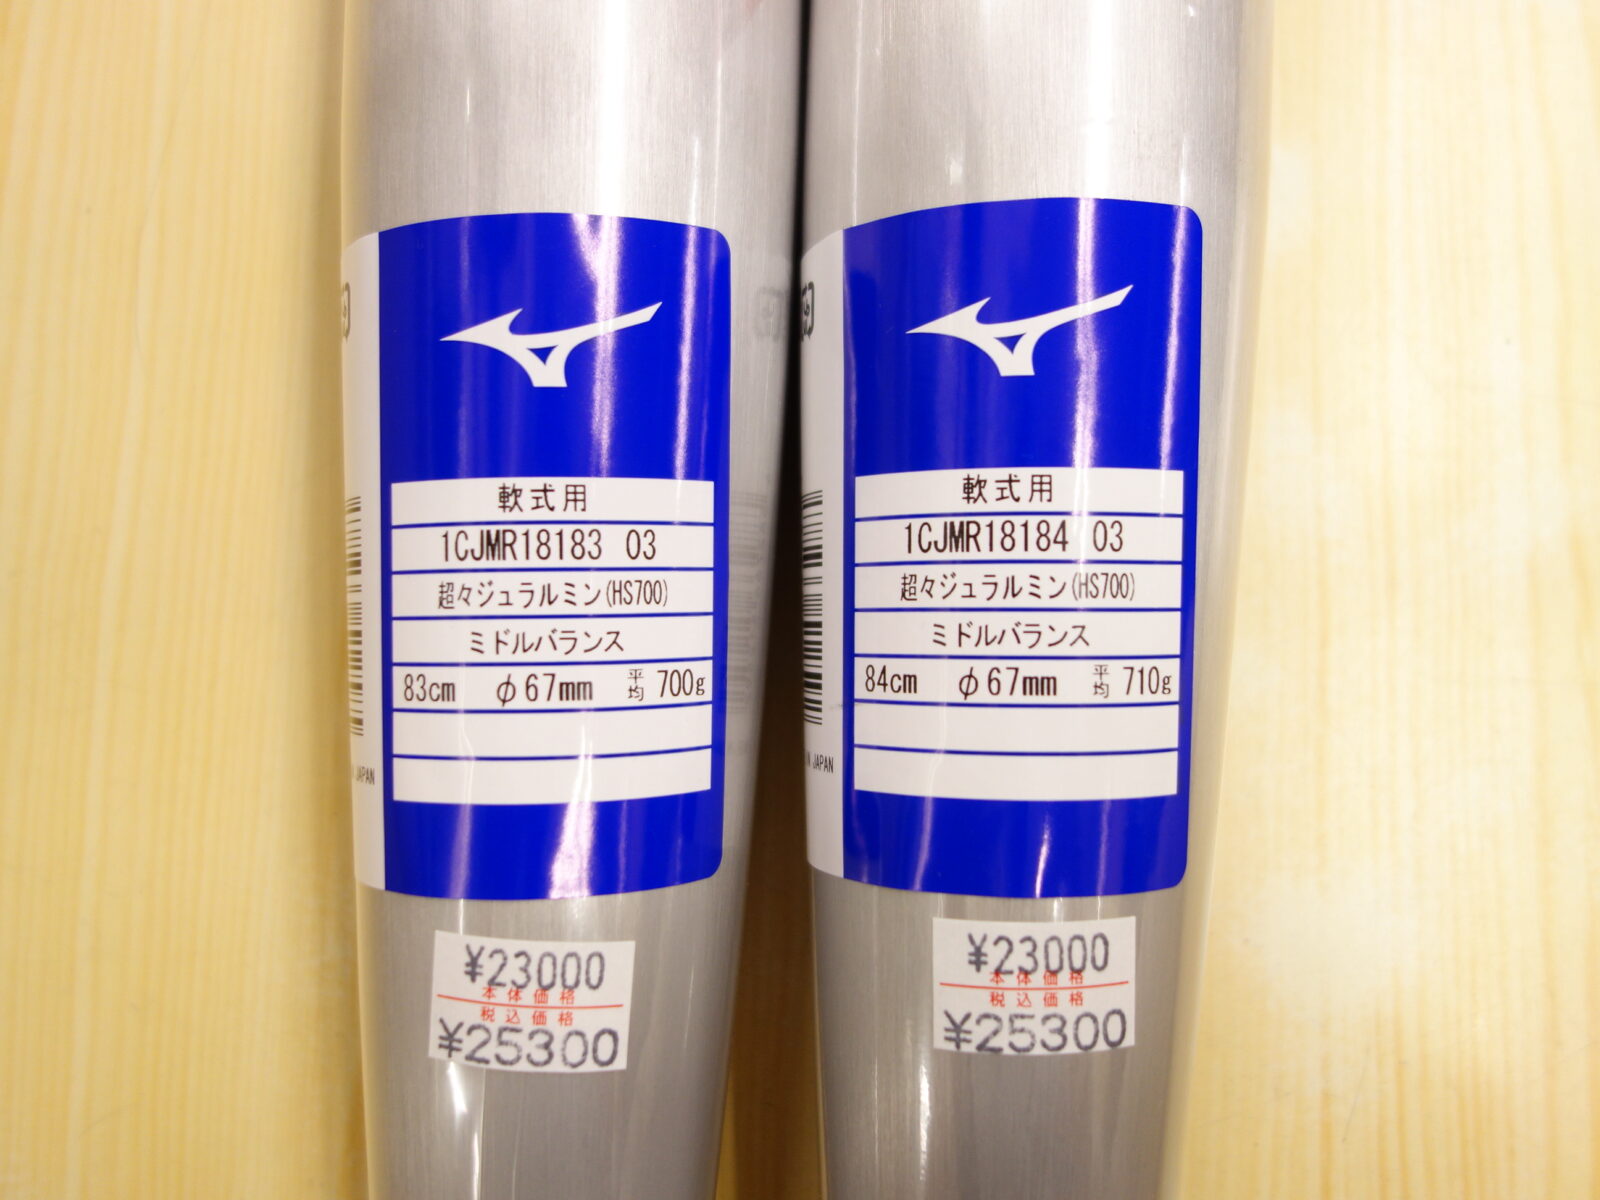 軟式用
1CJMR18183 03
超々ジュラルミン(HS700)
ミドルバランス
83cm φ67mm 平均 700g
JAPAN
¥23000
本体価格
税込価格
¥25300
軟式用
1CJMR18184 03
超々ジュラルミン(HS700)
ミドルバランス
84cm φ67mm 平均 710g
IN JAPAN
¥23000
本体価格
税込価格
¥25300